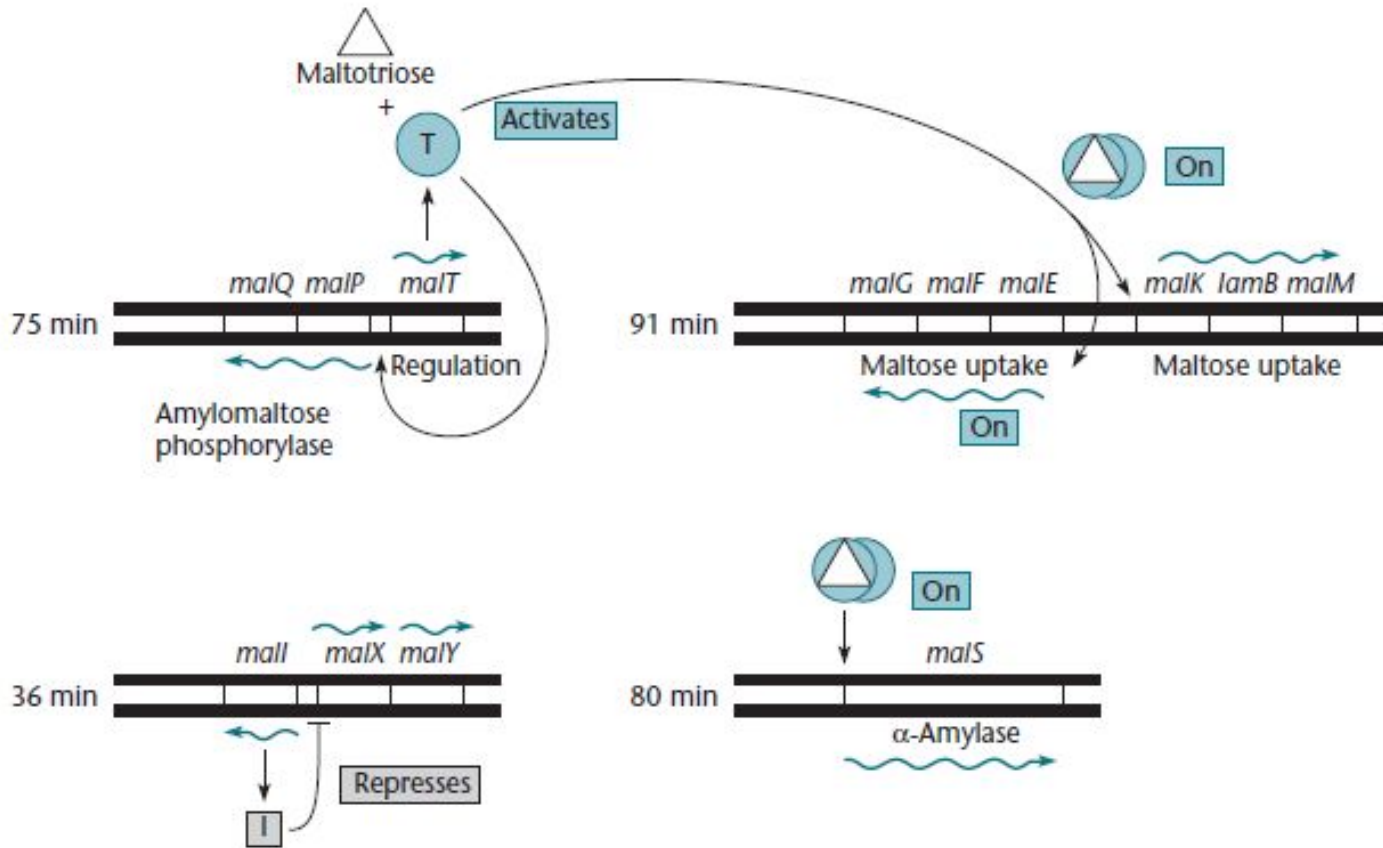 Maltotriose
+
T
Activates
On
malQ malP malT
75 min
Regulation
Amylomaltose
phosphorylase
malG malF malE malK lamB malM
91 min
Maltose uptake Maltose uptake
On
malI malX malY
36 min
Represses
I
On
malS
80 min
α-Amylase